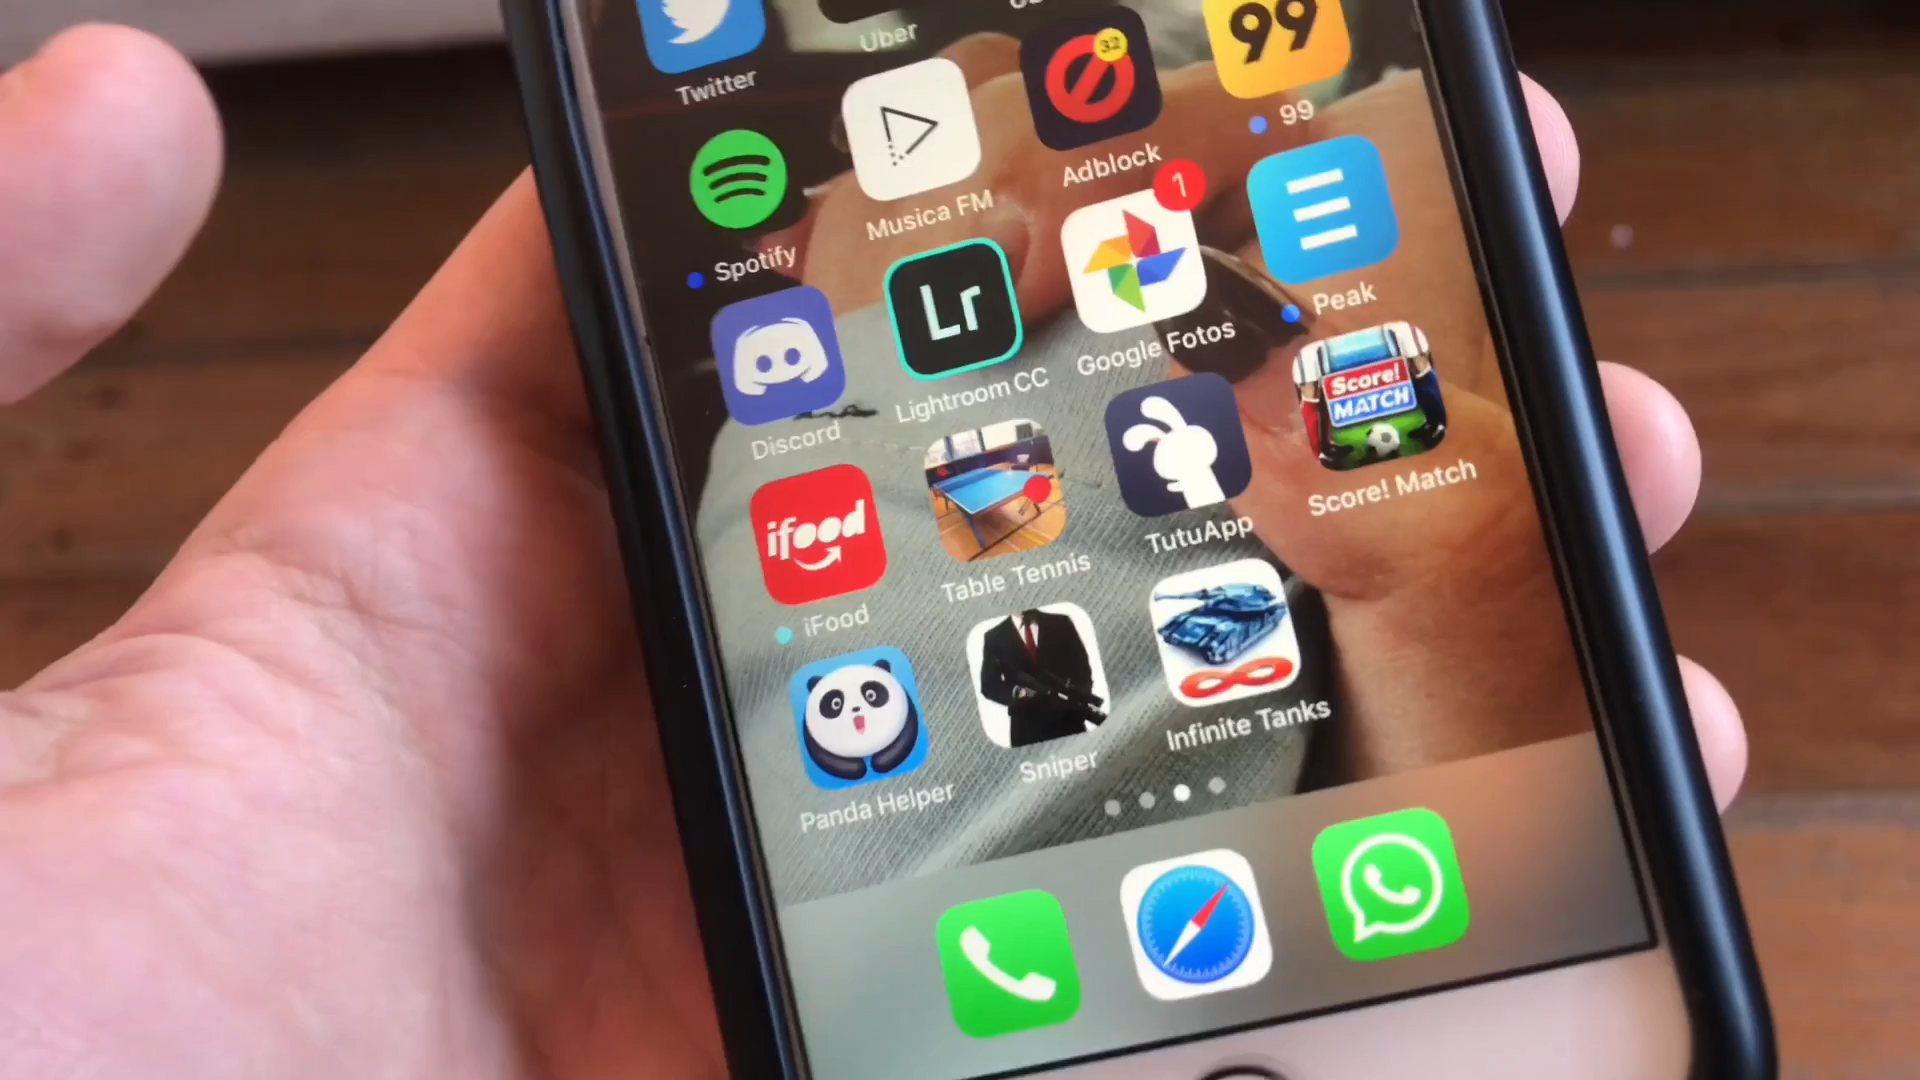 Twitter
Uber
99
99
Spotify
Musica FM
32
Adblock
1
Peak
Discord
Lr
Lightroom CC
Google Fotos
Score!
MATCH
Score! Match
ifood
iFood
Table Tennis
TutuApp
Panda Helper
Sniper
Infinite Tanks